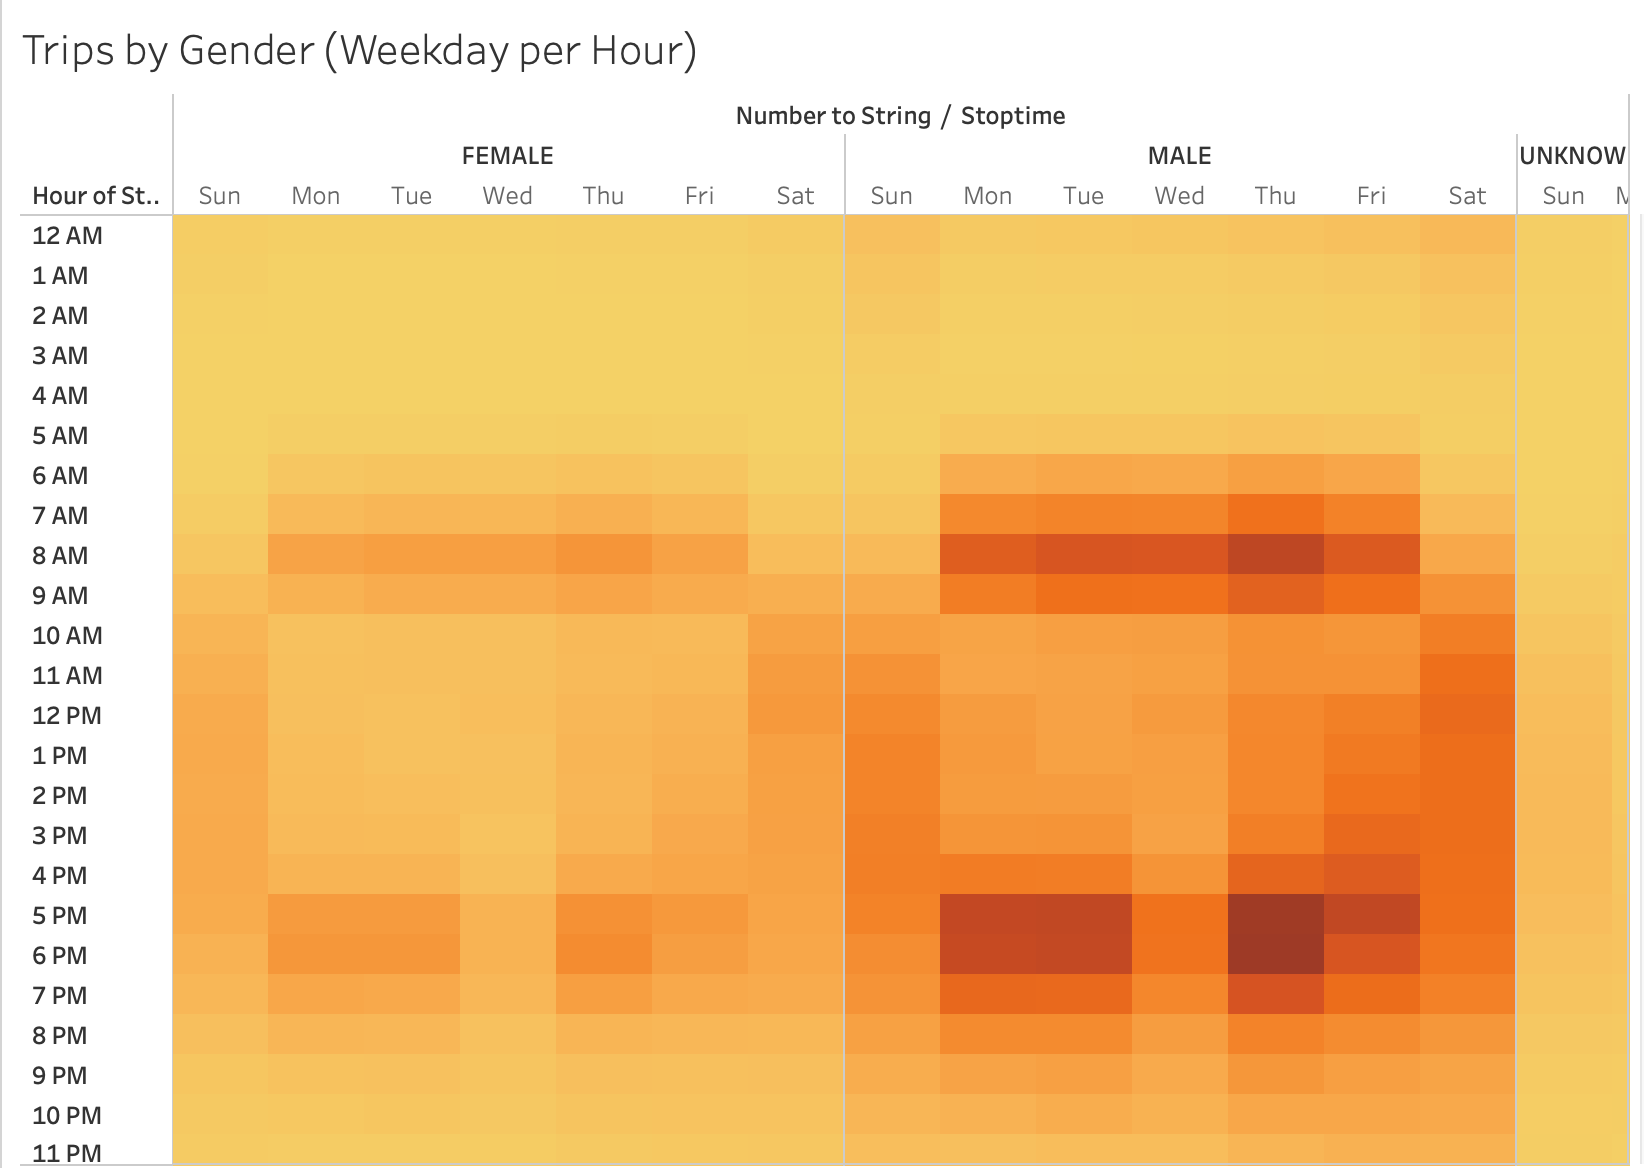 Trips by Gender (Weekday per Hour)
Number to String / Stoptime
FEMALE MALE UNKNOW
Hour of St.. Sun Mon Tue Wed Thu Fri Sat Sun Mon Tue Wed Thu Fri Sat Sun
12 AM
1 AM
2 AM
3 AM
4 AM
5 AM
6 AM
7 AM
8 AM
9 AM
10 AM
11 AM
12 PM
1 PM
2 PM
3 PM
4 PM
5 PM
6 PM
7 PM
8 PM
9 PM
10 PM
11 PM